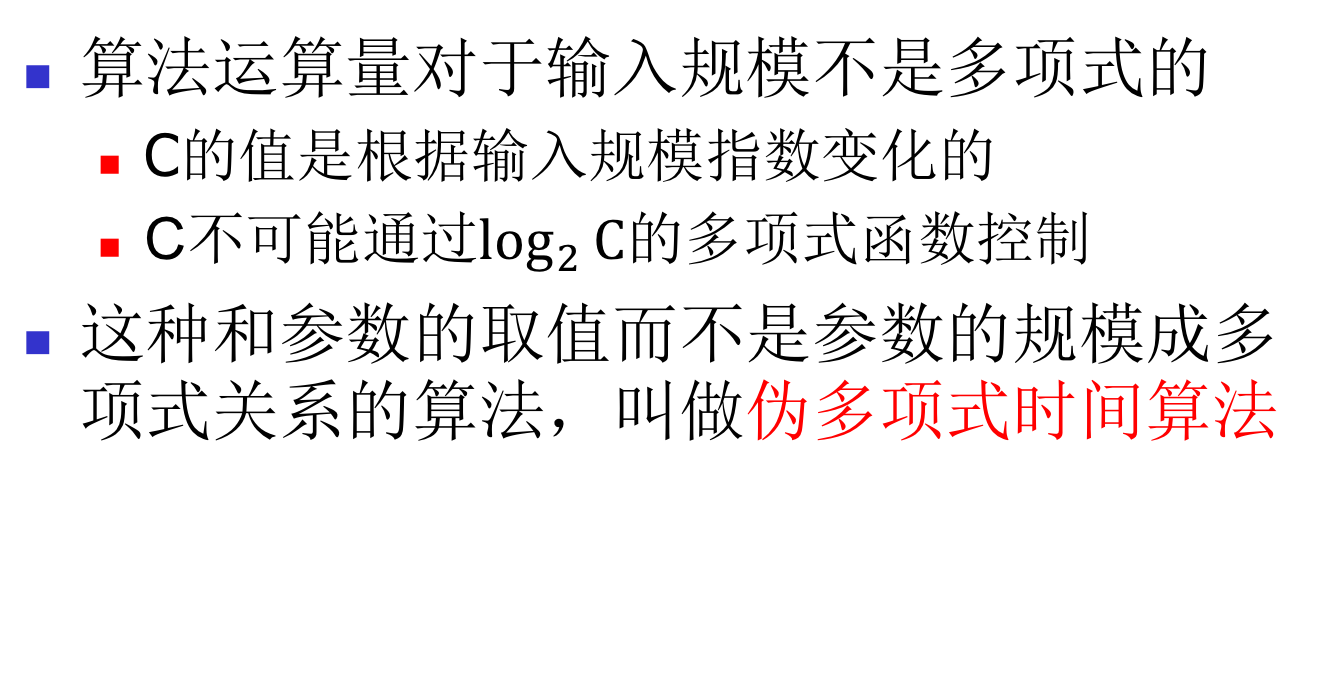 算法运算量对于输入规模不是多项式的
C的值是根据输入规模指数变化的
C不可能通过log₂ C的多项式函数控制
这种和参数的取值而不是参数的规模成多
项式关系的算法，叫做伪多项式时间算法